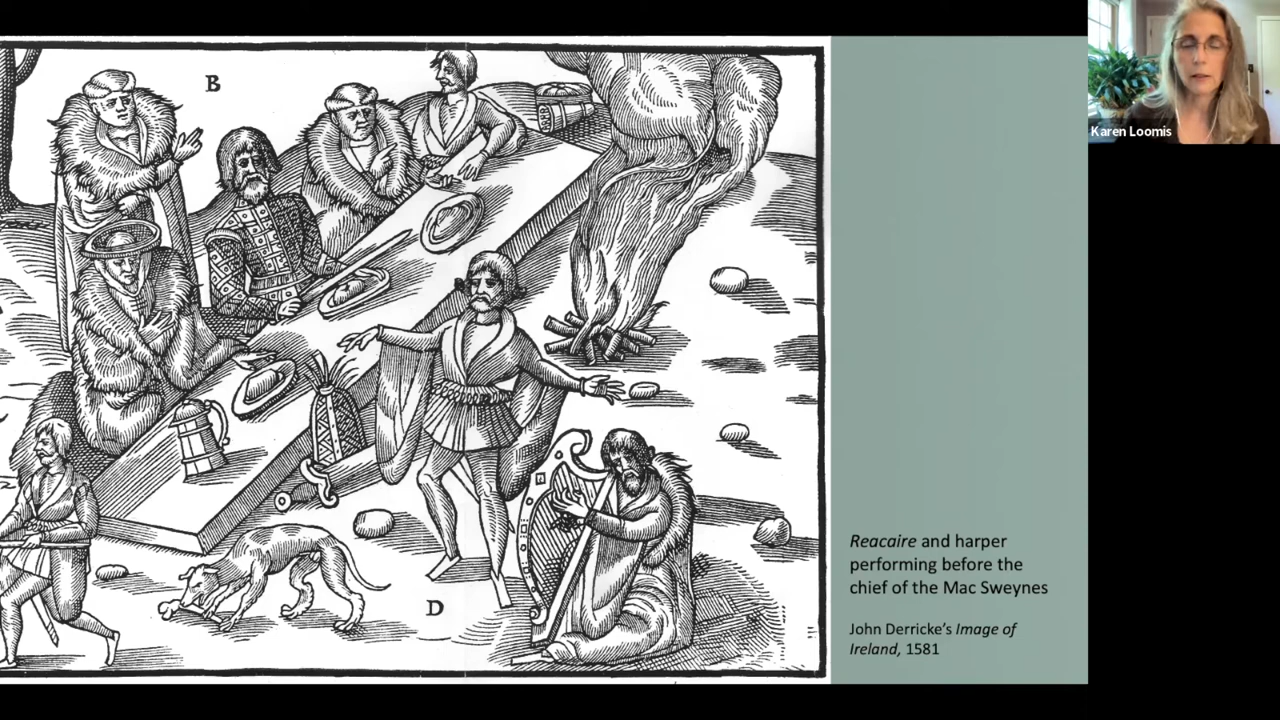 B
Karen Loomis
D
Reacaire and harper
performing before the
chief of the Mac Sweynes
John Derricke's Image of
Ireland, 1581